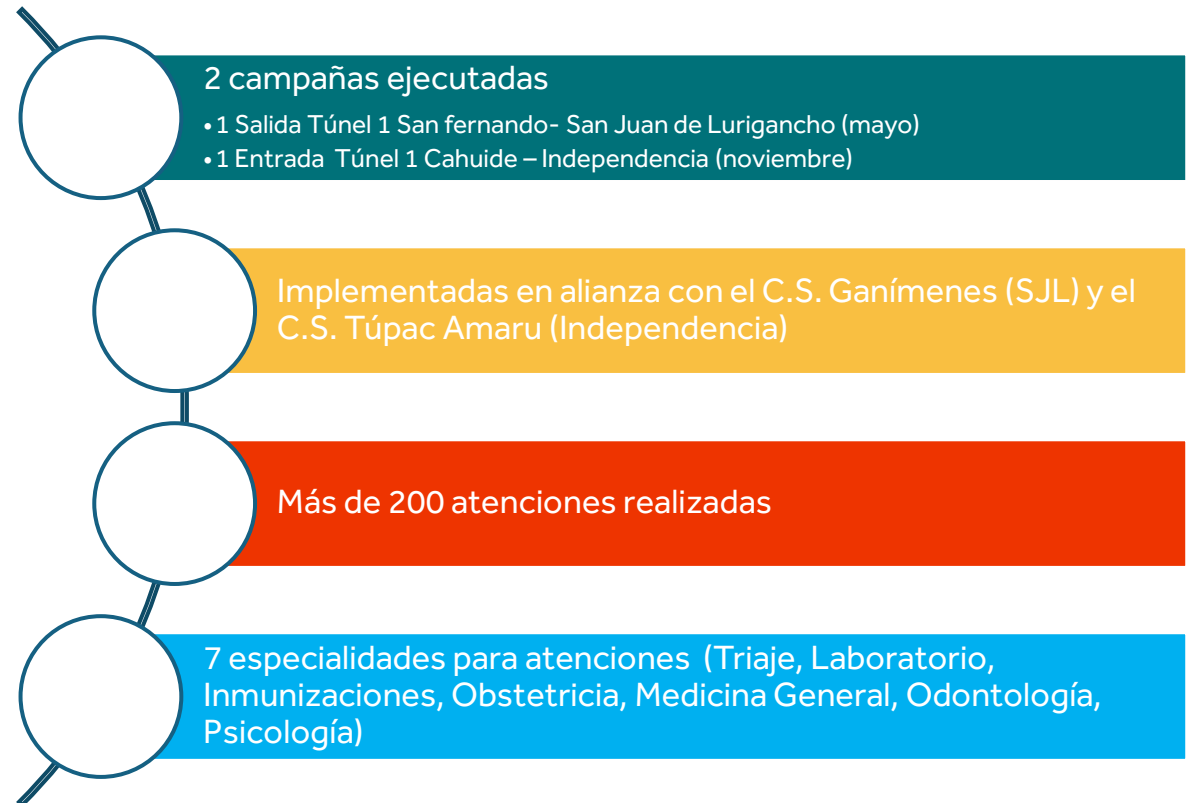 2 campañas ejecutadas
•1 Salida Túnel 1 San fernando- San Juan de Lurigancho (mayo)
•1 Entrada  Túnel 1 Cahuide – Independencia (noviembre)
Implementadas en alianza con el C.S. Ganímenes (SJL) y el
C.S. Túpac Amaru (Independencia)
Más de 200 atenciones realizadas
7 especialidades para atenciones  (Triaje, Laboratorio,
Inmunizaciones, Obstetricia, Medicina General, Odontología,
Psicología)